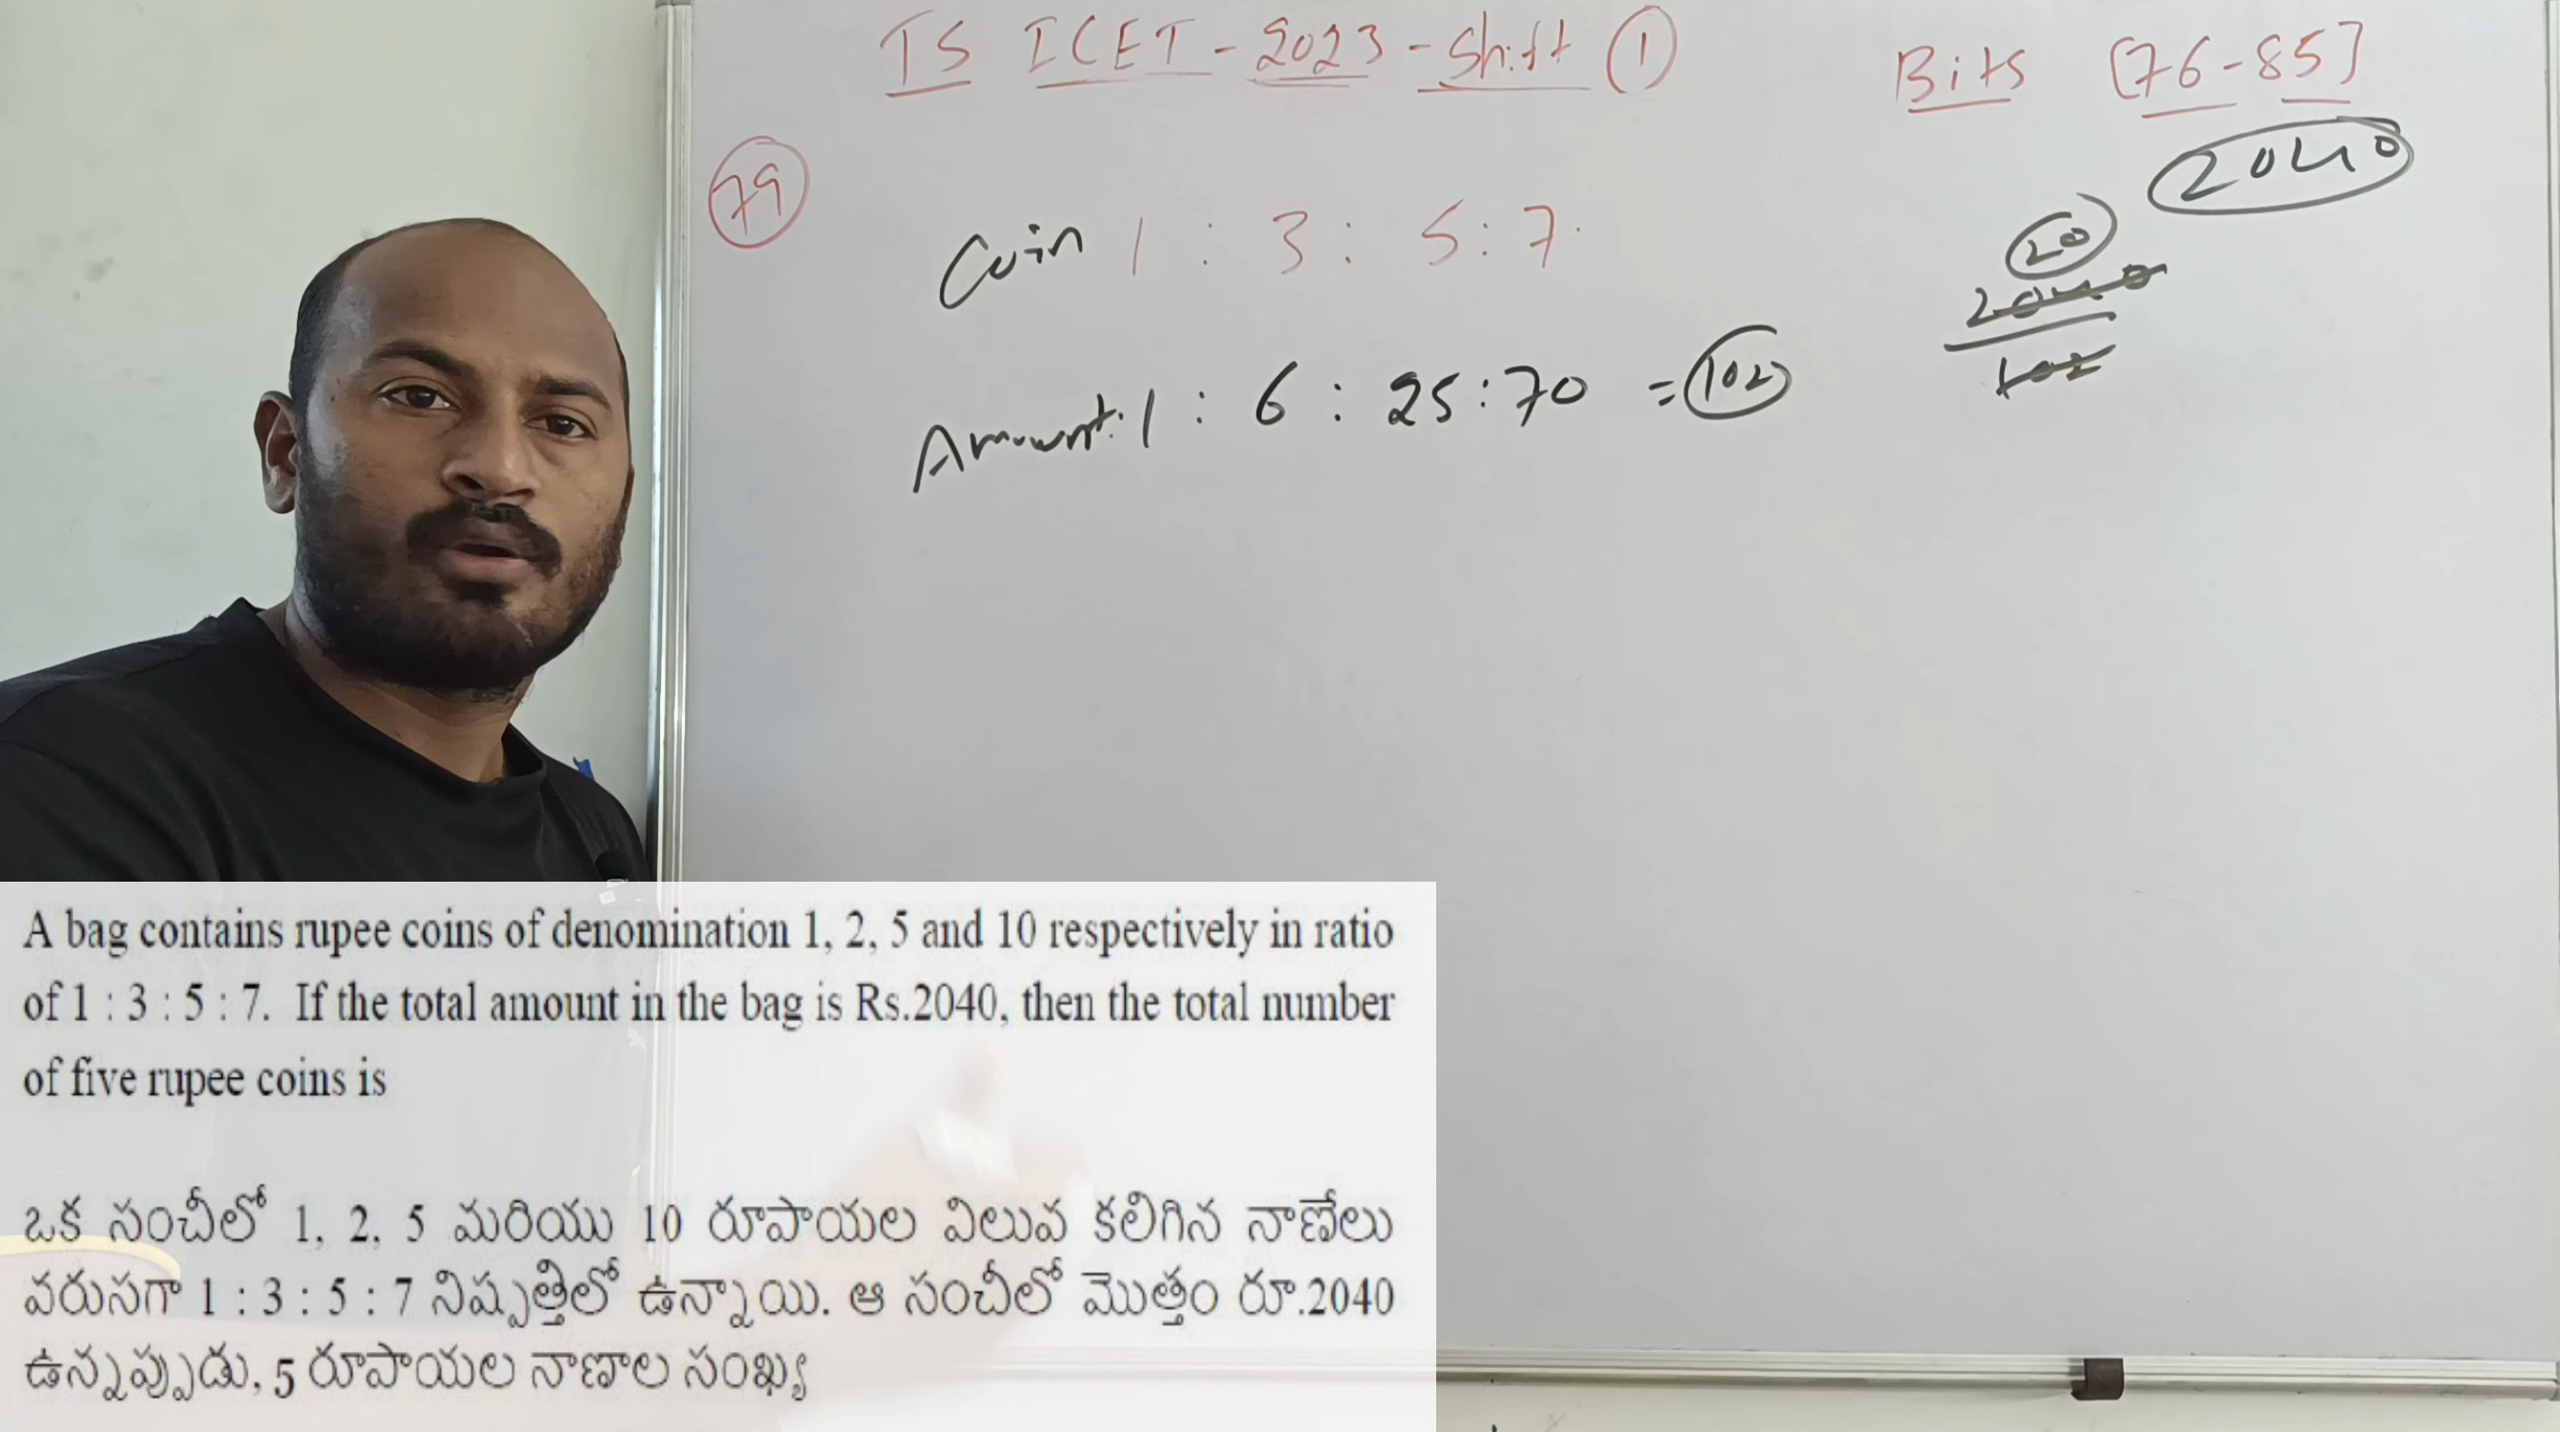 TS ICET - 2023 - Shift 1 Bits [76-85]
2040
79
Coin 1 : 3 : 5 : 7
20
2040
102
Amount: 1 : 6 : 25 : 70 = 102
A bag contains rupee coins of denomination 1, 2, 5 and 10 respectively in ratio
of 1 : 3 : 5 : 7. If the total amount in the bag is Rs.2040, then the total number
of five rupee coins is
ఒక సంచీలో 1, 2, 5 మరియు 10 రూపాయల విలువ కలిగిన నాణేలు
వరుసగా 1 : 3 : 5 : 7 నిష్పత్తిలో ఉన్నాయి. ఆ సంచీలో మొత్తం రూ.2040
ఉన్నప్పుడు, 5 రూపాయల నాణాల సంఖ్య